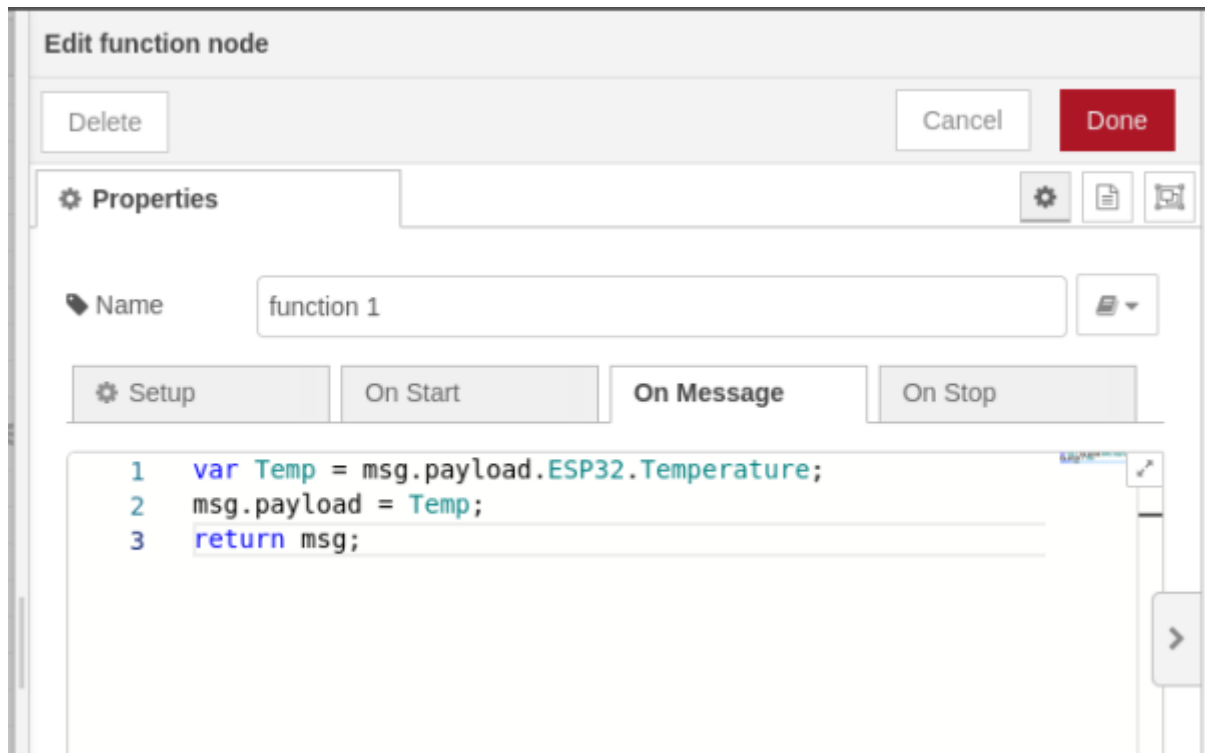 Edit function node
Delete
Cancel
Done
Properties
Name
function 1
Setup
On Start
On Message
On Stop
1 var Temp = msg.payload.ESP32.Temperature;
2 msg.payload = Temp;
3 return msg;